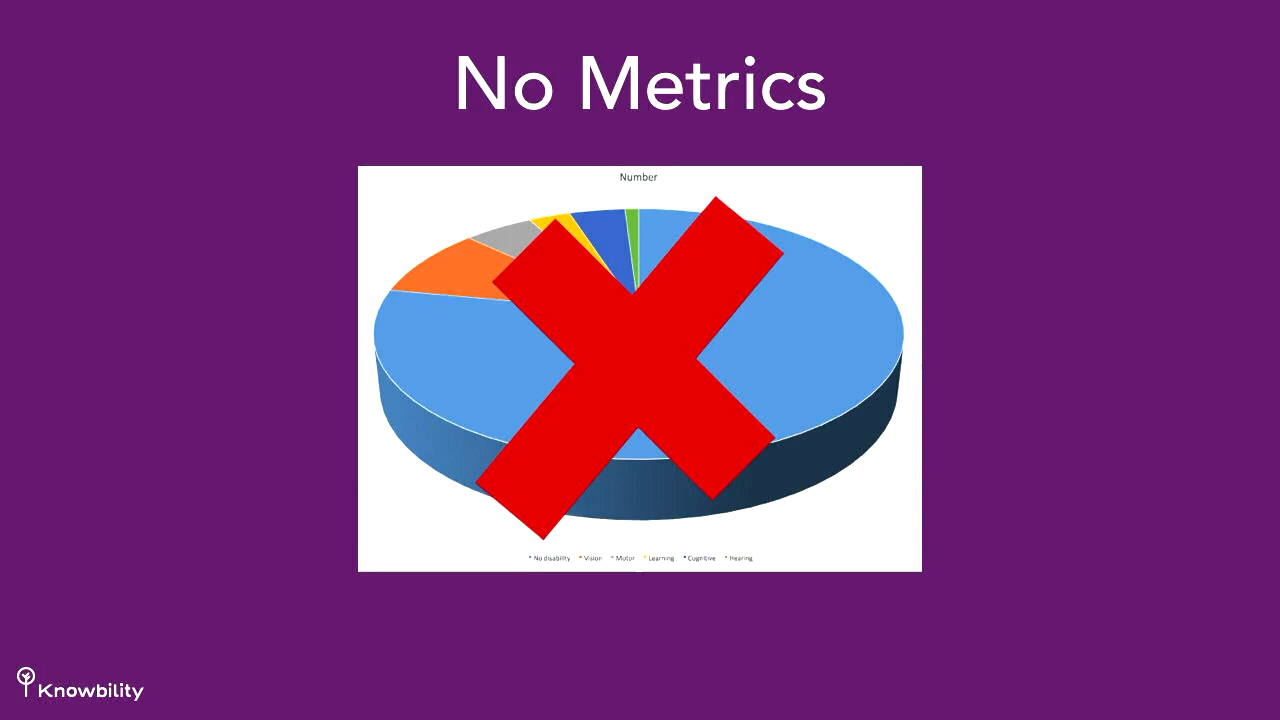 No Metrics
Number
No disability Vision Motor Learning Cognitive Hearing
Knowbility